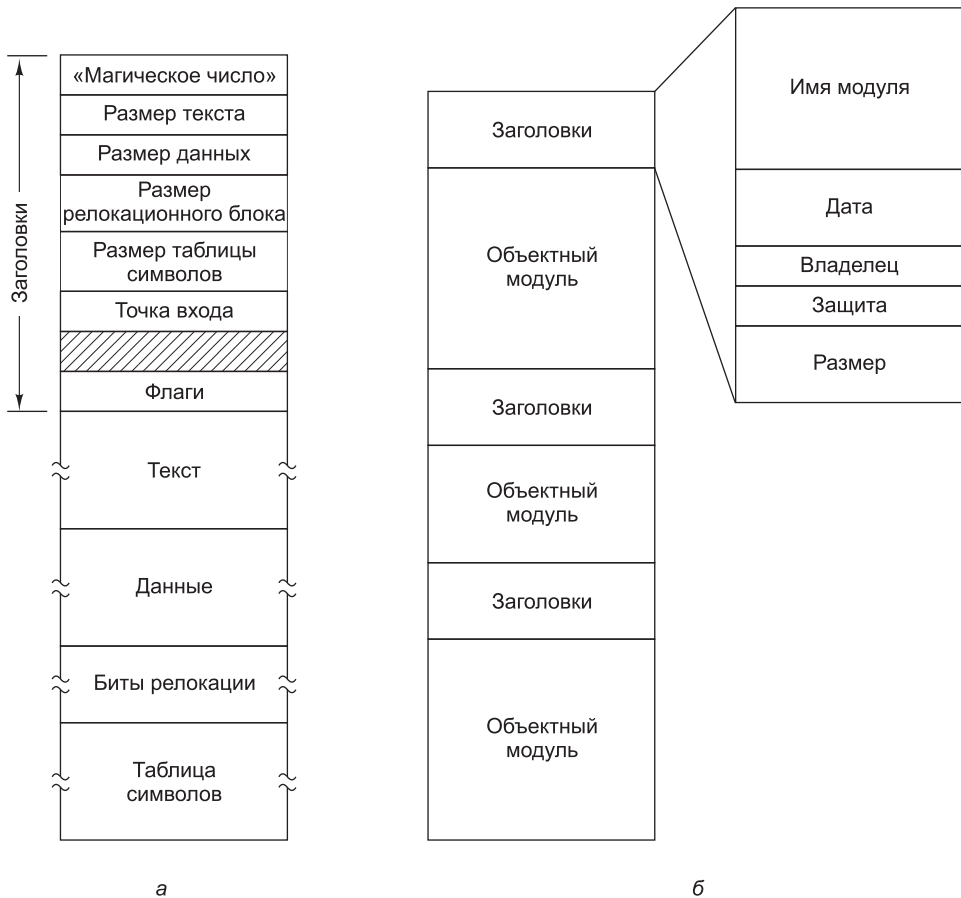 Заголовки
«Магическое число»
Размер текста
Размер данных
Размер
релокационного блока
Размер таблицы
символов
Точка входа
Флаги
Текст
Данные
Биты релокации
Таблица
символов
а
Заголовки
Объектный
модуль
Заголовки
Объектный
модуль
Заголовки
Объектный
модуль
Имя модуля
Дата
Владелец
Защита
Размер
б